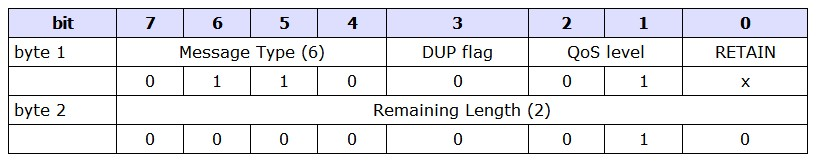 bit 7 6 5 4 3 2 1 0
byte 1 Message Type (6) DUP flag QoS level RETAIN
0 1 1 0 0 0 1 x
byte 2 Remaining Length (2)
0 0 0 0 0 0 1 0